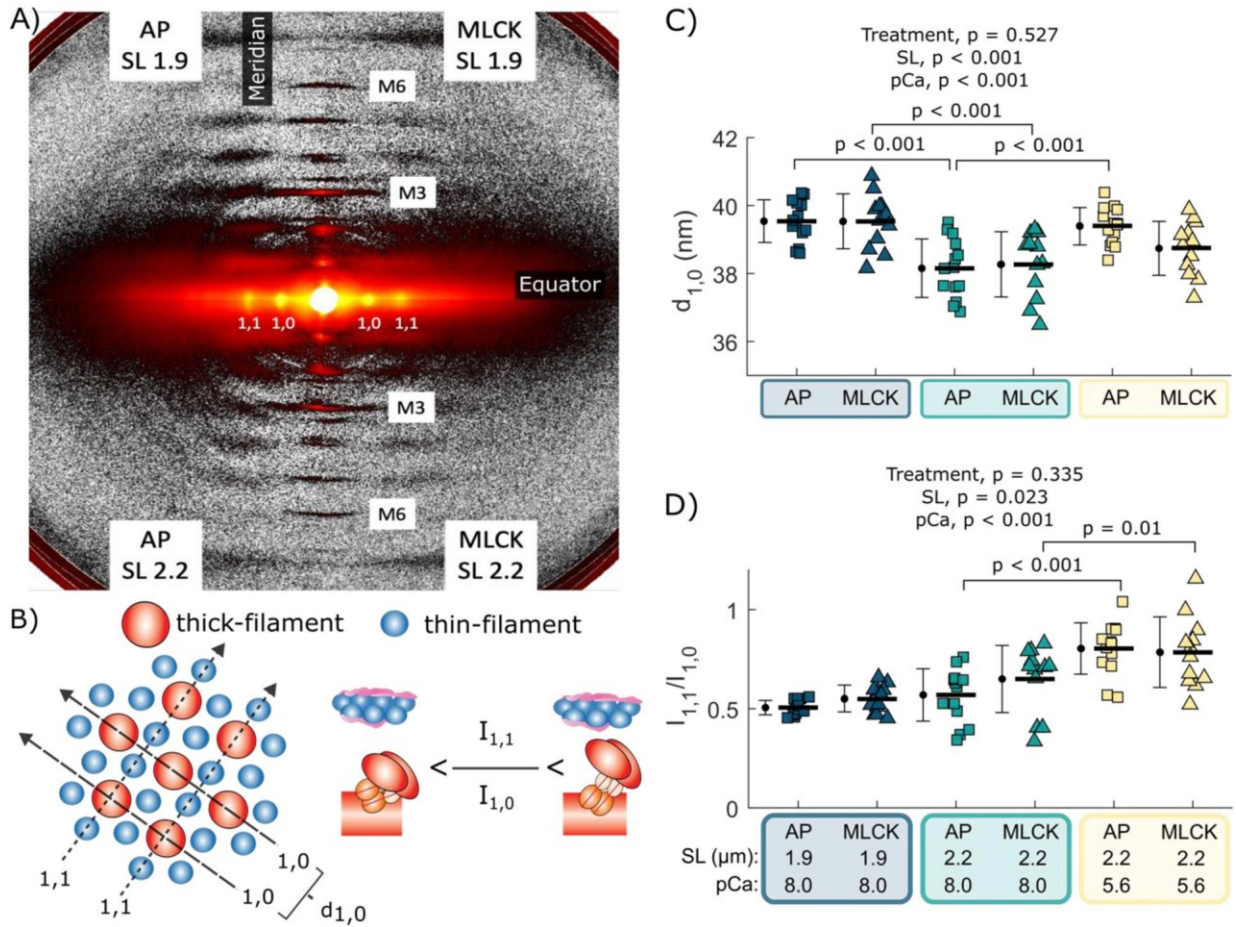 A)
AP
SL 1.9
Meridian
MLCK
SL 1.9
M6
M3
Equator
1,1 1,0 1,0 1,1
M3
M6
AP
SL 2.2
MLCK
SL 2.2
B)
thick-filament thin-filament
I1,1
< <
I1,0
1,0
1,0
d1,0
1,1
1,1
C)
Treatment, p = 0.527
SL, p < 0.001
pCa, p < 0.001
p < 0.001
p < 0.001 p < 0.001
42
40
38
36
d1,0 (nm)
AP MLCK AP MLCK AP MLCK
D)
Treatment, p = 0.335
SL, p = 0.023
pCa, p < 0.001
p = 0.01
p < 0.001
1
0.5
0
I1,1/I1,0
AP MLCK AP MLCK AP MLCK
SL (µm): 1.9 1.9 2.2 2.2 2.2 2.2
pCa: 8.0 8.0 8.0 8.0 5.6 5.6